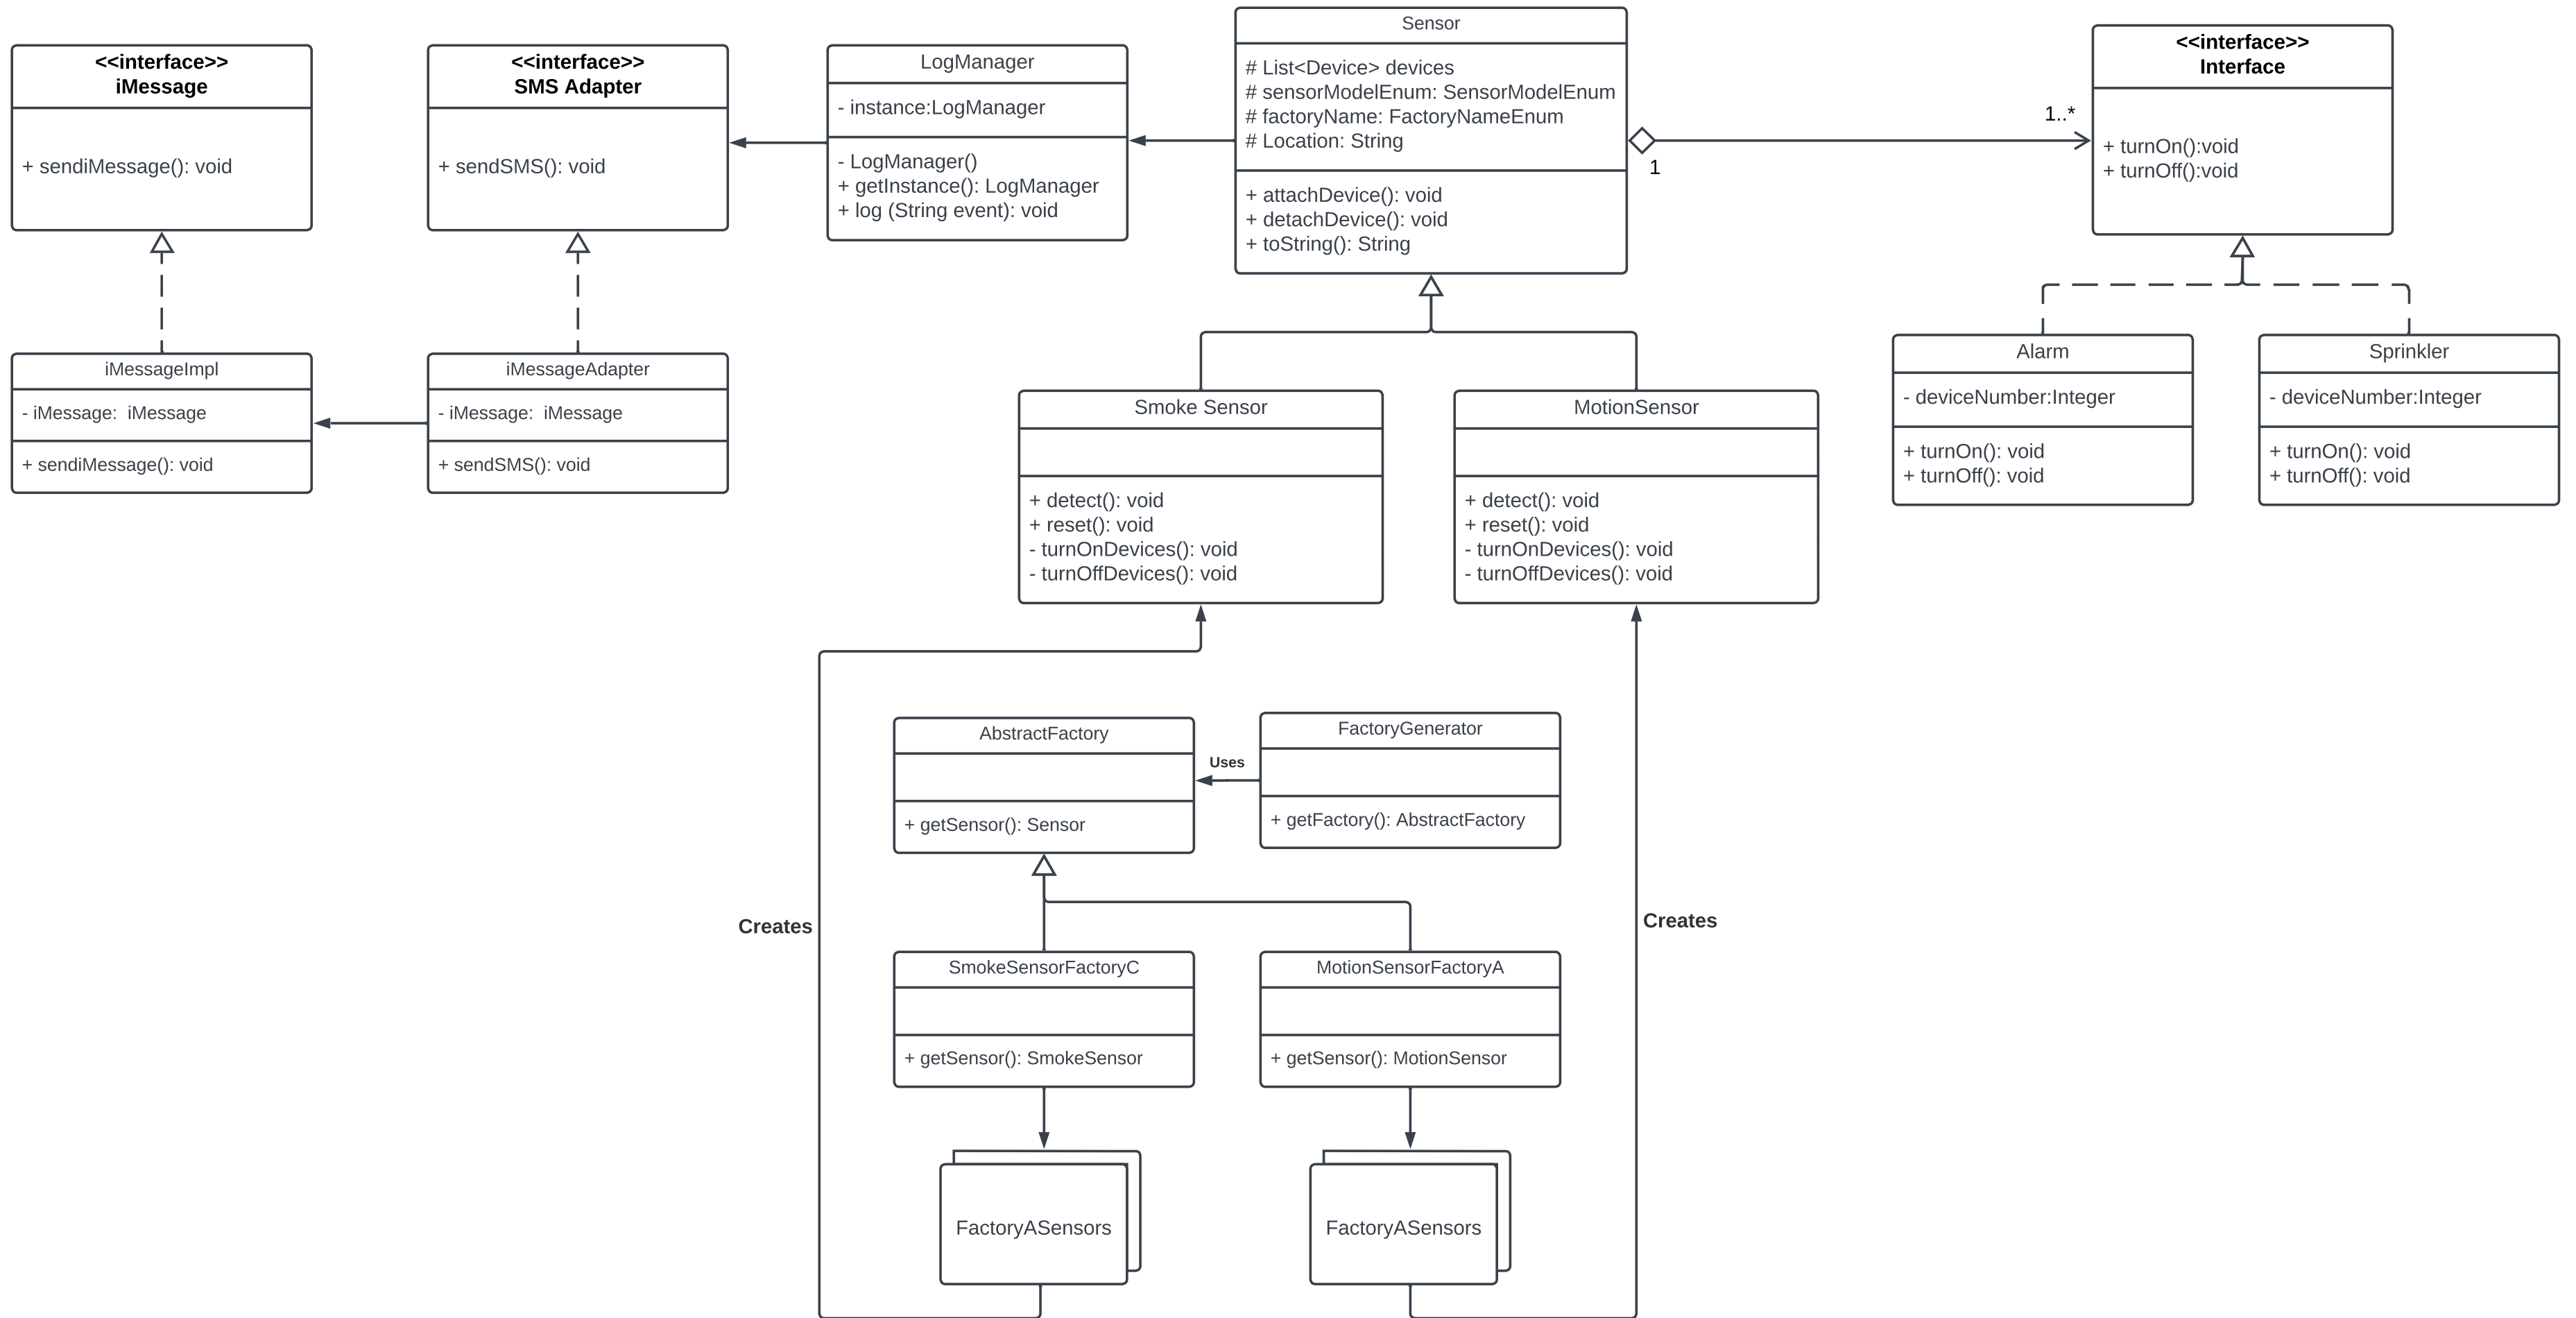 <<interface>>
iMessage
+ sendiMessage(): void
<<interface>>
SMS Adapter
+ sendSMS(): void
LogManager
- instance:LogManager
- LogManager()
+ getInstance(): LogManager
+ log (String event): void
Sensor
# List<Device> devices
# sensorModelEnum: SensorModelEnum
# factoryName: FactoryNameEnum
# Location: String
+ attachDevice(): void
+ detachDevice(): void
+ toString(): String
1
1..*
<<interface>>
Interface
+ turnOn():void
+ turnOff():void
iMessageImpl
- iMessage:  iMessage
+ sendiMessage(): void
iMessageAdapter
- iMessage:  iMessage
+ sendSMS(): void
Smoke Sensor
+ detect(): void
+ reset(): void
- turnOnDevices(): void
- turnOffDevices(): void
MotionSensor
+ detect(): void
+ reset(): void
- turnOnDevices(): void
- turnOffDevices(): void
Alarm
- deviceNumber:Integer
+ turnOn(): void
+ turnOff(): void
Sprinkler
- deviceNumber:Integer
+ turnOn(): void
+ turnOff(): void
AbstractFactory
+ getSensor(): Sensor
Uses
FactoryGenerator
+ getFactory(): AbstractFactory
Creates
Creates
SmokeSensorFactoryC
+ getSensor(): SmokeSensor
MotionSensorFactoryA
+ getSensor(): MotionSensor
FactoryASensors
FactoryASensors